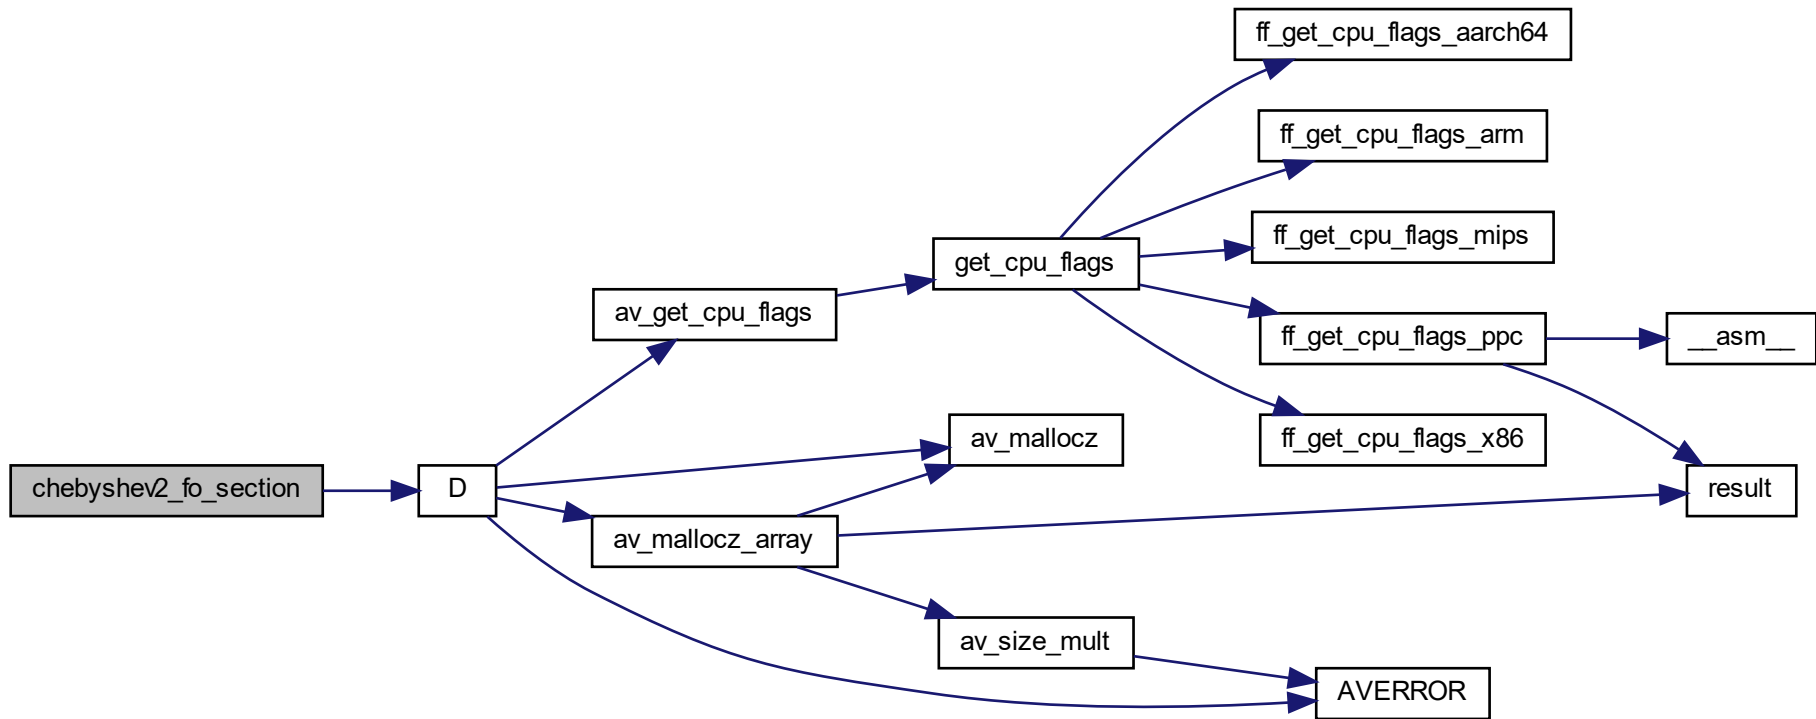 ff_get_cpu_flags_aarch64
ff_get_cpu_flags_arm
ff_get_cpu_flags_mips
get_cpu_flags
av_get_cpu_flags
ff_get_cpu_flags_ppc
__asm__
av_mallocz
ff_get_cpu_flags_x86
chebyshev2_fo_section
D
result
av_mallocz_array
av_size_mult
AVERROR